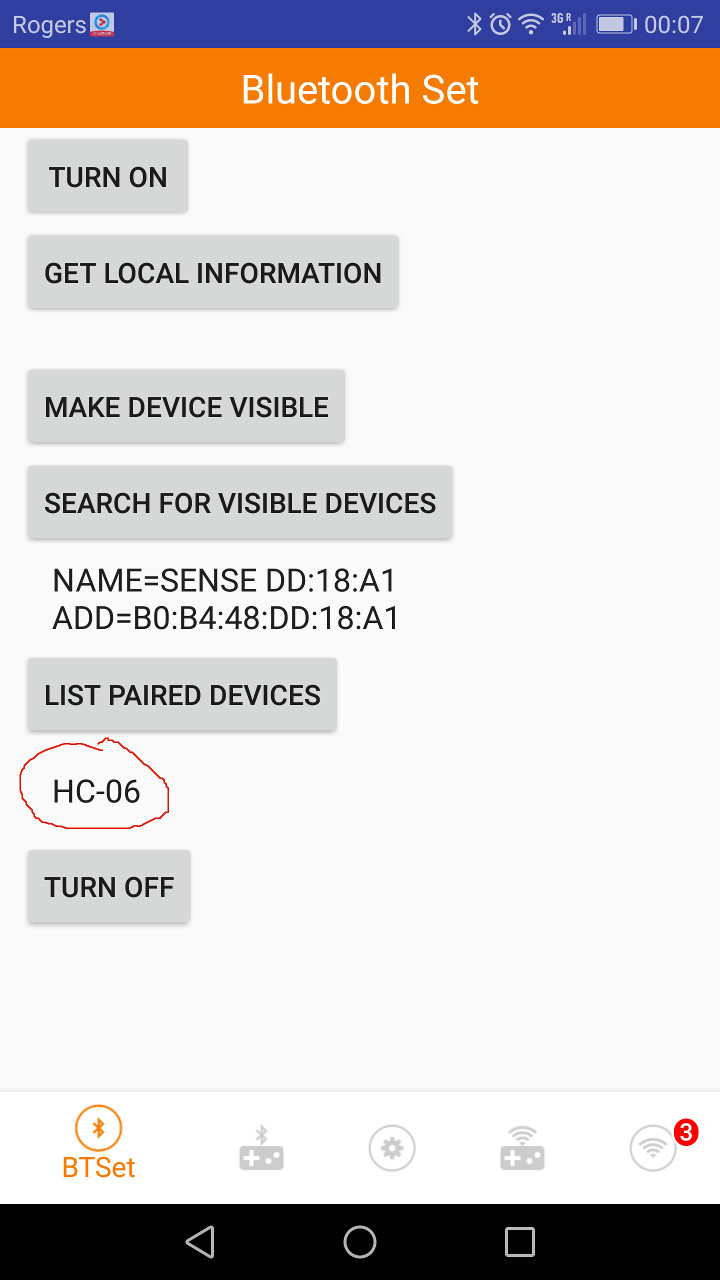 Rogers
3G R
00:07
Bluetooth Set
TURN ON
GET LOCAL INFORMATION
MAKE DEVICE VISIBLE
SEARCH FOR VISIBLE DEVICES
NAME=SENSE DD:18:A1
ADD=B0:B4:48:DD:18:A1
LIST PAIRED DEVICES
HC-06
TURN OFF
3
BTSet